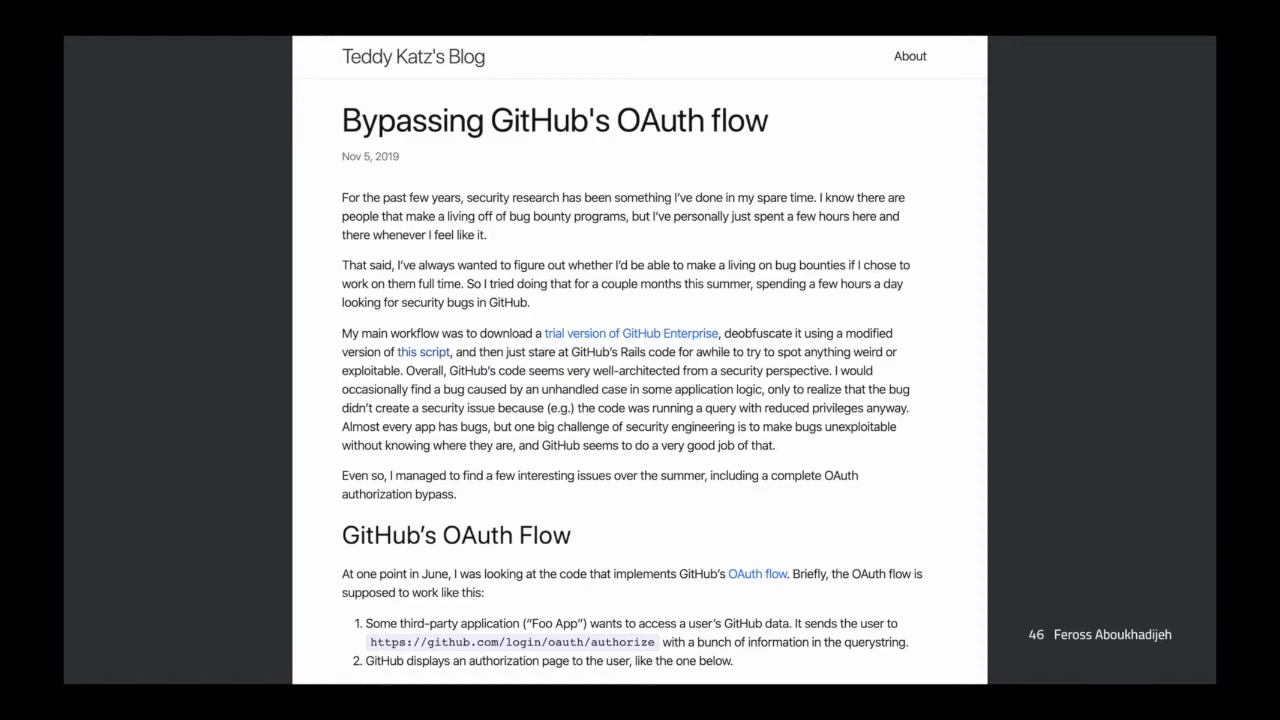 Teddy Katz's Blog
About
Bypassing GitHub's OAuth flow
Nov 5, 2019
For the past few years, security research has been something I've done in my spare time. I know there are
people that make a living off of bug bounty programs, but I've personally just spent a few hours here and
there whenever I feel like it.
That said, I've always wanted to figure out whether I'd be able to make a living on bug bounties if I chose to
work on them full time. So I tried doing that for a couple months this summer, spending a few hours a day
looking for security bugs in GitHub.
My main workflow was to download a trial version of GitHub Enterprise, deobfuscate it using a modified
version of this script, and then just stare at GitHub's Rails code for awhile to try to spot anything weird or
exploitable. Overall, GitHub's code seems very well-architected from a security perspective. I would
occasionally find a bug caused by an unhandled case in some application logic, only to realize that the bug
didn't create a security issue because (e.g.) the code was running a query with reduced privileges anyway.
Almost every app has bugs, but one big challenge of security engineering is to make bugs unexploitable
without knowing where they are, and GitHub seems to do a very good job of that.
Even so, I managed to find a few interesting issues over the summer, including a complete OAuth
authorization bypass.
GitHub's OAuth Flow
At one point in June, I was looking at the code that implements GitHub's OAuth flow. Briefly, the OAuth flow is
supposed to work like this:
1. Some third-party application ("Foo App") wants to access a user's GitHub data. It sends the user to
https://github.com/login/oauth/authorize with a bunch of information in the querystring.
2. GitHub displays an authorization page to the user, like the one below.
46 Feross Aboukhadijeh